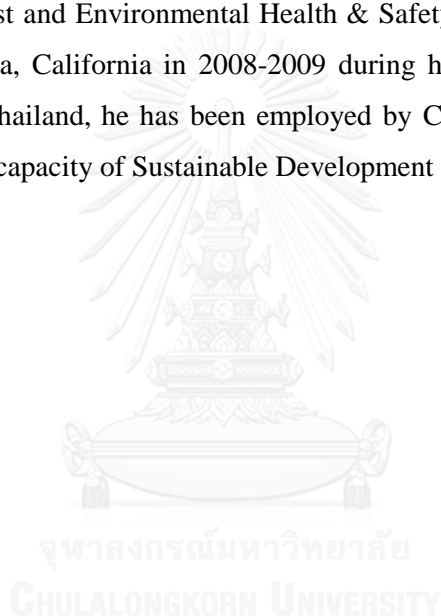 st and Environmental Health & Safety
a, California in 2008-2009 during h
hailand, he has been employed by C
capacity of Sustainable Development
จุฬาลงกรณ์มหาวิทยาลัย
CHULALONGKORN UNIVERSITY